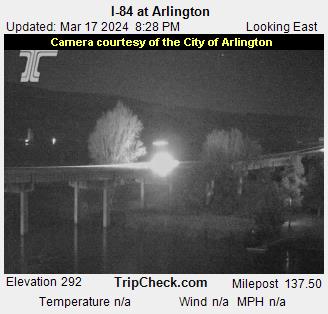 I-84 at Arlington
Updated: Mar 17 2024 8:28 PM Looking East
Camera courtesy of the City of Arlington
Elevation 292 TripCheck.com Milepost 137.50
Temperature n/a Wind n/a MPH n/a